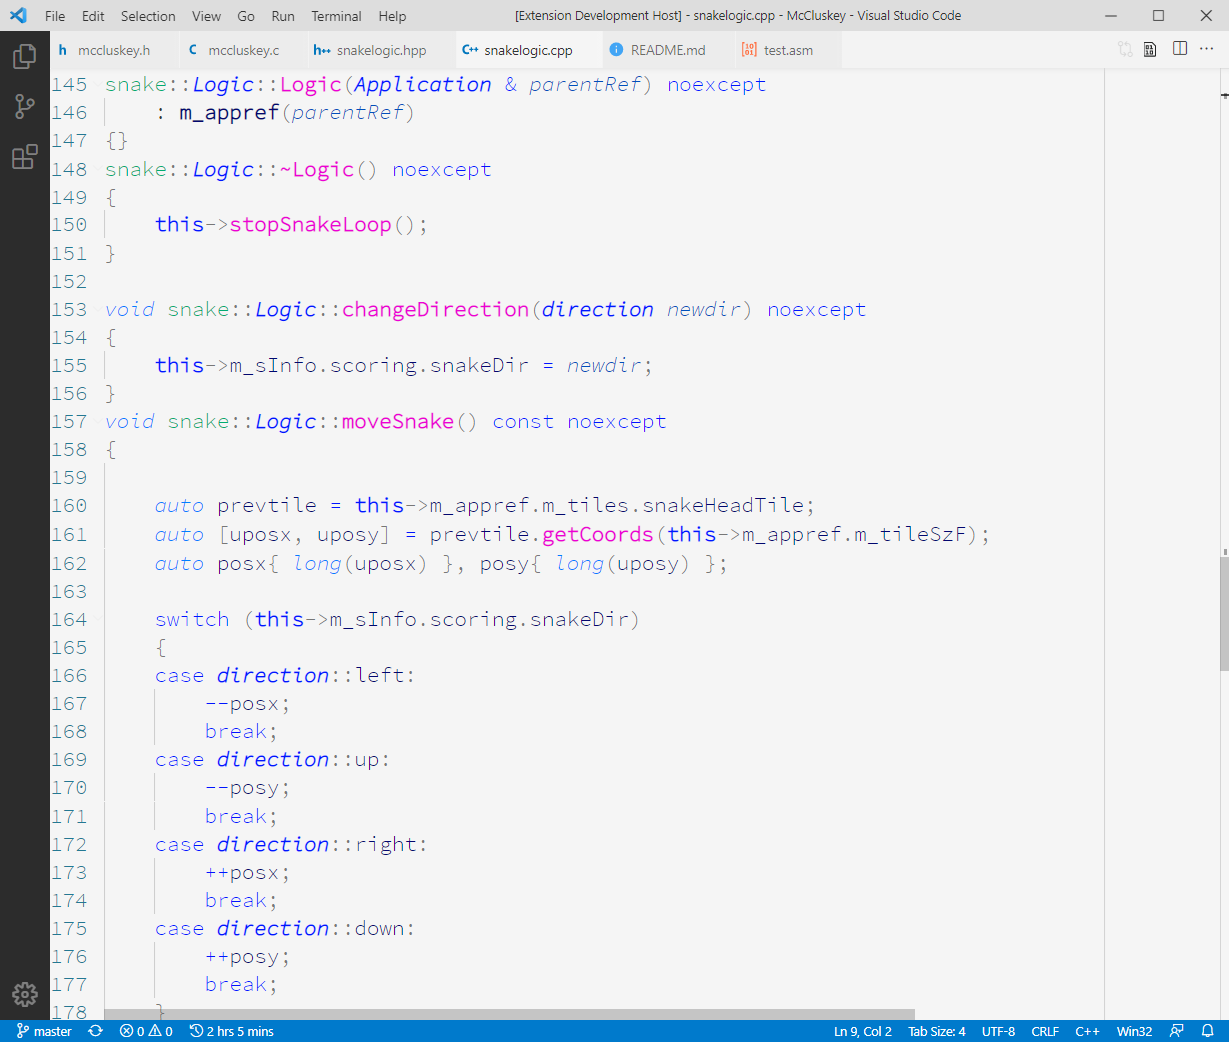 File Edit Selection View Go Run Terminal Help [Extension Development Host] - snakelogic.cpp - McCluskey - Visual Studio Code
h mccluskey.h C mccluskey.c h++ snakelogic.hpp C++ snakelogic.cpp README.md test.asm
145 snake::Logic::Logic(Application & parentRef) noexcept
146     : m_appref(parentRef)
147 {}
148 snake::Logic::~Logic() noexcept
149 {
150     this->stopSnakeLoop();
151 }
152
153 void snake::Logic::changeDirection(direction newdir) noexcept
154 {
155     this->m_sInfo.scoring.snakeDir = newdir;
156 }
157 void snake::Logic::moveSnake() const noexcept
158 {
159
160     auto prevtile = this->m_appref.m_tiles.snakeHeadTile;
161     auto [uposx, uposy] = prevtile.getCoords(this->m_appref.m_tileSzF);
162     auto posx{ long(uposx) }, posy{ long(uposy) };
163
164     switch (this->m_sInfo.scoring.snakeDir)
165     {
166     case direction::left:
167         --posx;
168         break;
169     case direction::up:
170         --posy;
171         break;
172     case direction::right:
173         ++posx;
174         break;
175     case direction::down:
176         ++posy;
177         break;
178     }
master 0 0 2 hrs 5 mins Ln 9, Col 2 Tab Size: 4 UTF-8 CRLF C++ Win32